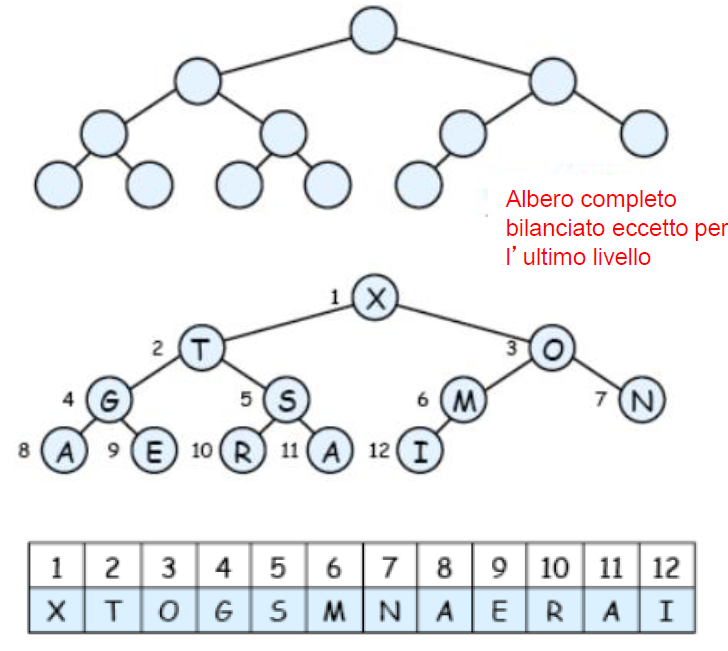 Albero completo
bilanciato eccetto per
l’ultimo livello
1 X
2 T 3 O
4 G 5 S 6 M 7 N
8 A 9 E 10 R 11 A 12 I
1 2 3 4 5 6 7 8 9 10 11 12
X T O G S M N A E R A I